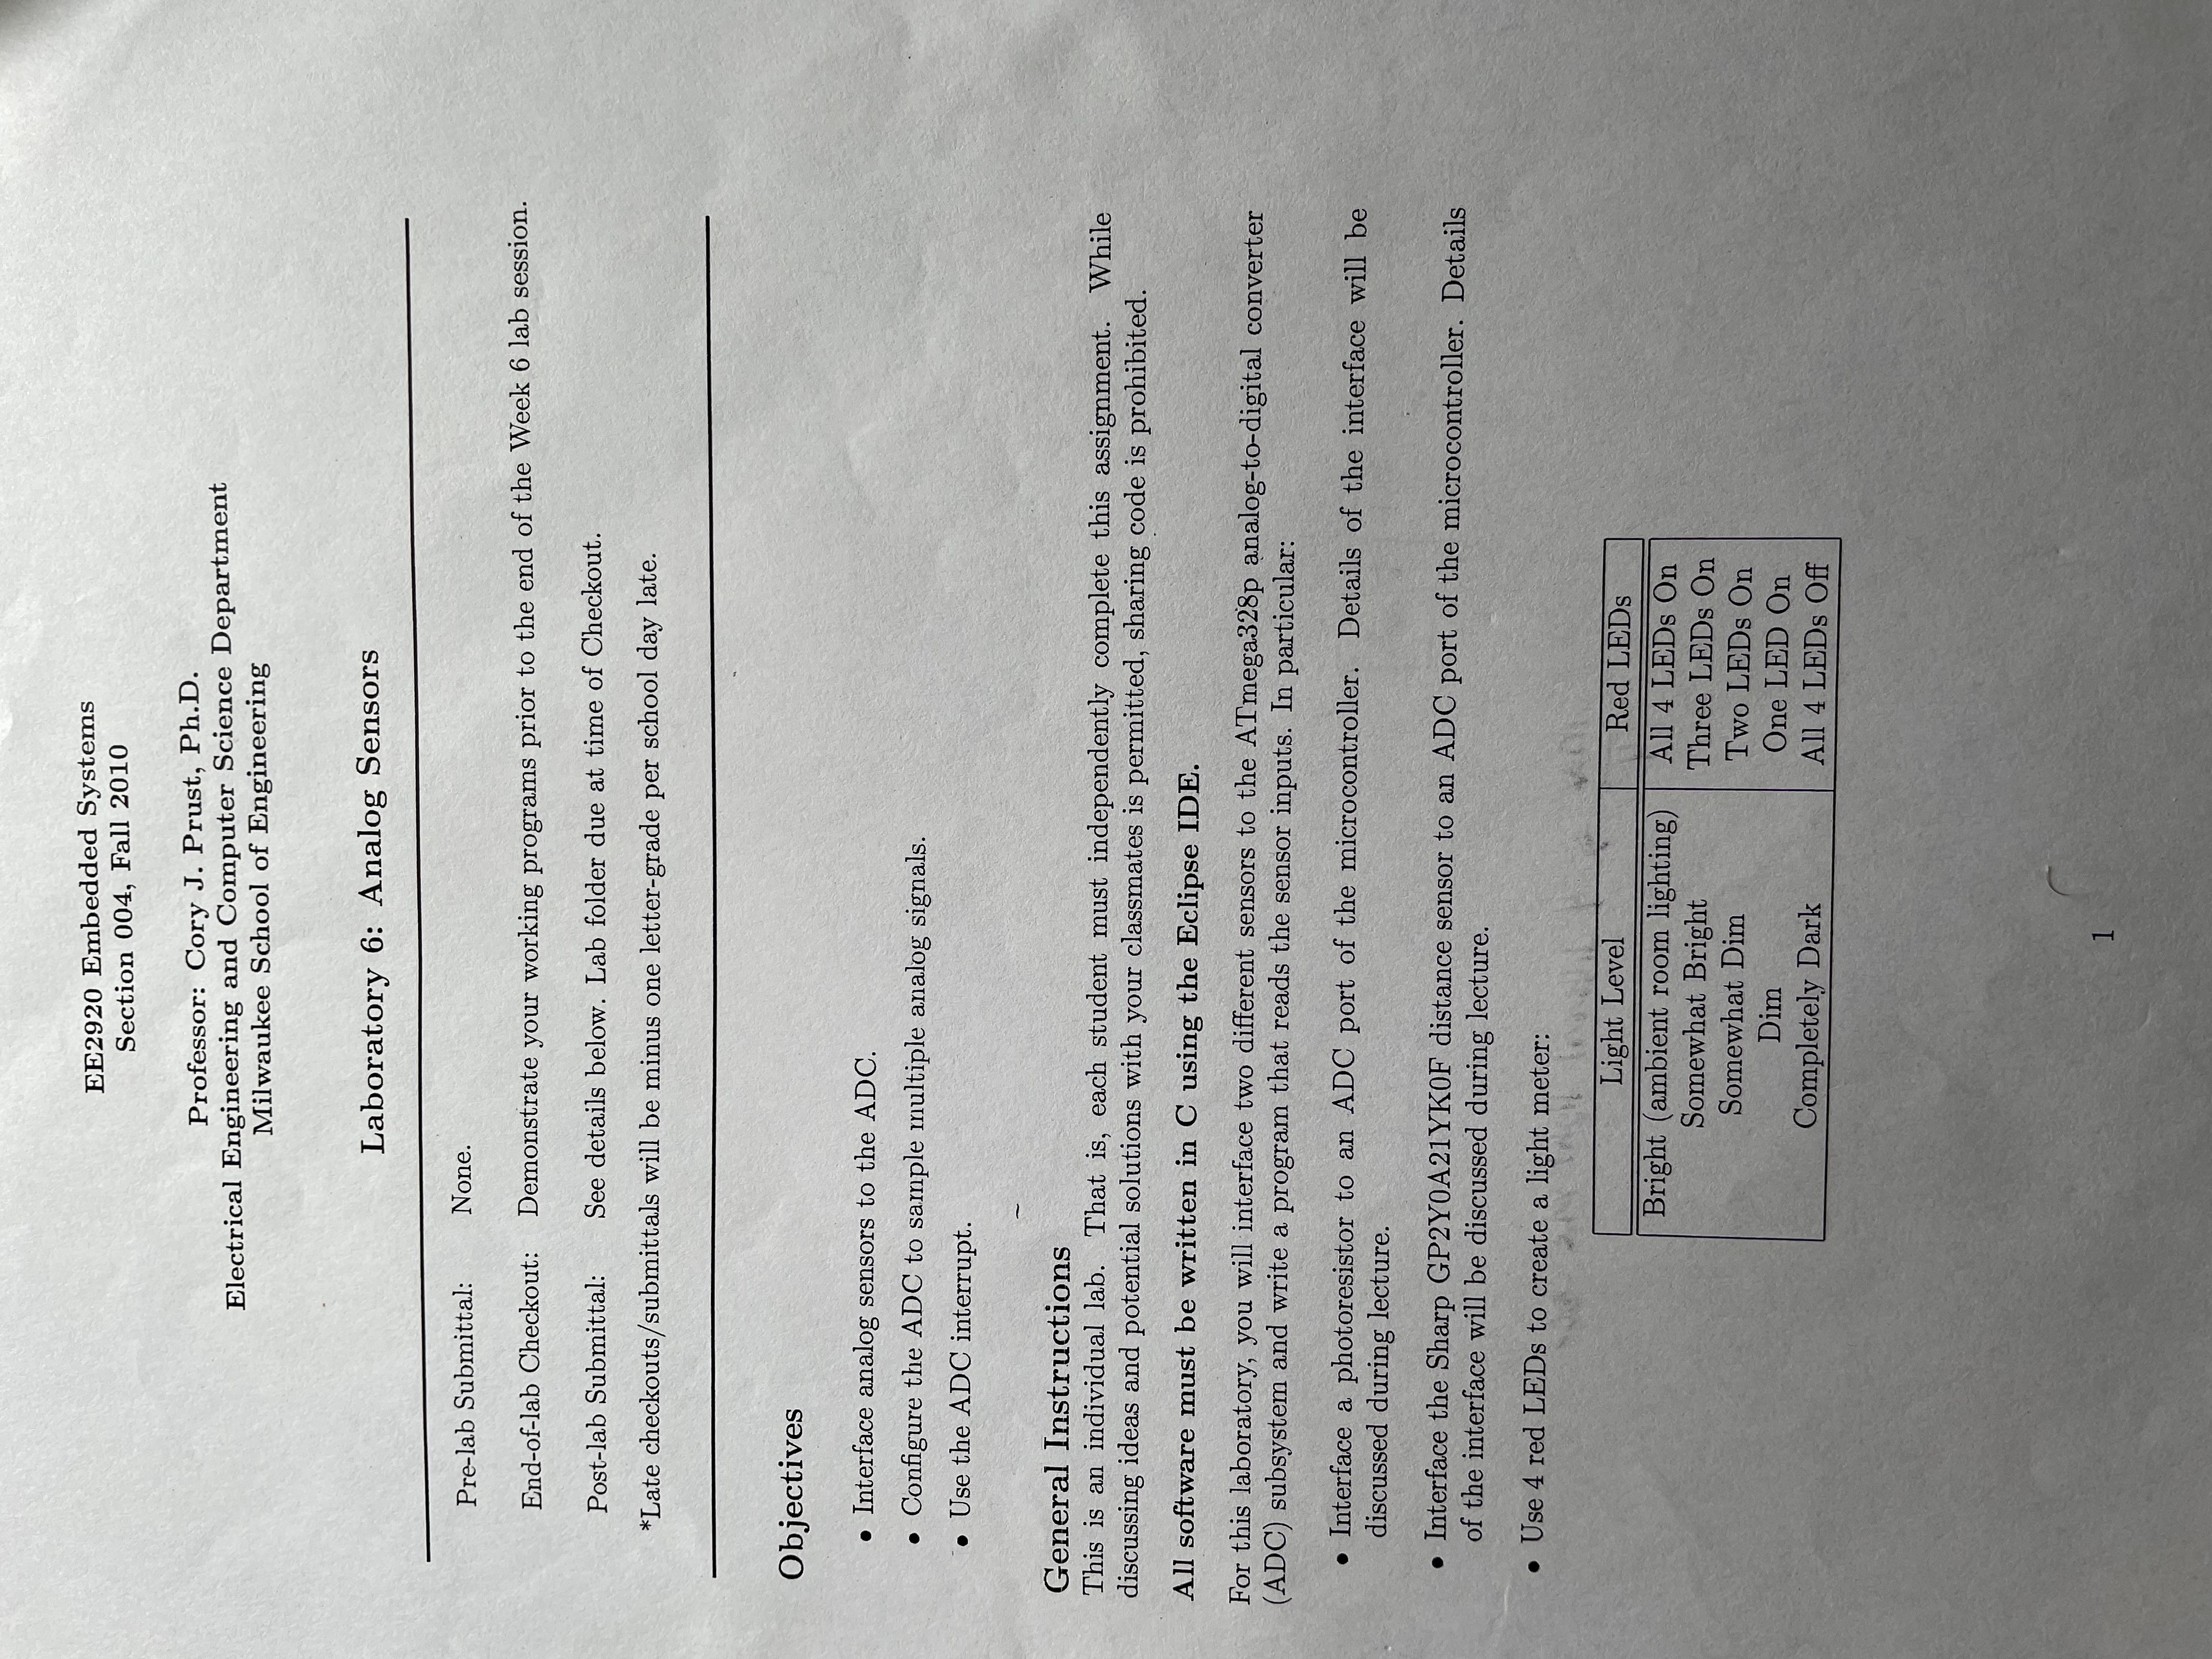 EE2920 Embedded Systems
Section 004, Fall 2010
Professor: Cory J. Prust, Ph.D.
Electrical Engineering and Computer Science Department
Milwaukee School of Engineering
Laboratory 6: Analog Sensors
Pre-lab Submittal: None.
End-of-lab Checkout: Demonstrate your working programs prior to the end of the Week 6 lab session.
Post-lab Submittal: See details below. Lab folder due at time of Checkout.
*Late checkouts/submittals will be minus one letter-grade per school day late.
Objectives
• Interface analog sensors to the ADC.
• Configure the ADC to sample multiple analog signals.
• Use the ADC interrupt.
General Instructions
This is an individual lab. That is, each student must independently complete this assignment. While
discussing ideas and potential solutions with your classmates is permitted, sharing code is prohibited.
All software must be written in C using the Eclipse IDE.
For this laboratory, you will interface two different sensors to the ATmega328p analog-to-digital converter
(ADC) subsystem and write a program that reads the sensor inputs. In particular:
• Interface a photoresistor to an ADC port of the microcontroller. Details of the interface will be
discussed during lecture.
• Interface the Sharp GP2Y0A21YK0F distance sensor to an ADC port of the microcontroller. Details
of the interface will be discussed during lecture.
• Use 4 red LEDs to create a light meter:
Light Level Red LEDs
Bright (ambient room lighting) All 4 LEDs On
Somewhat Bright Three LEDs On
Somewhat Dim Two LEDs On
Dim One LED On
Completely Dark All 4 LEDs Off
1